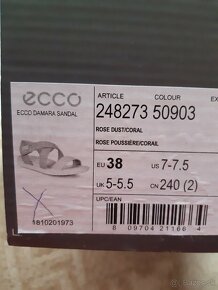 ARTICLE COLOUR EX
ecco 248273 50903
ECCO DAMARA SANDAL
ROSE DUST/CORAL
ROSE POUSSIÈRE/CORAIL
EU 38 US 7-7.5
UK 5-5.5 CN 240 (2)
UPC/EAN
1810201973
8 09704 21166 4